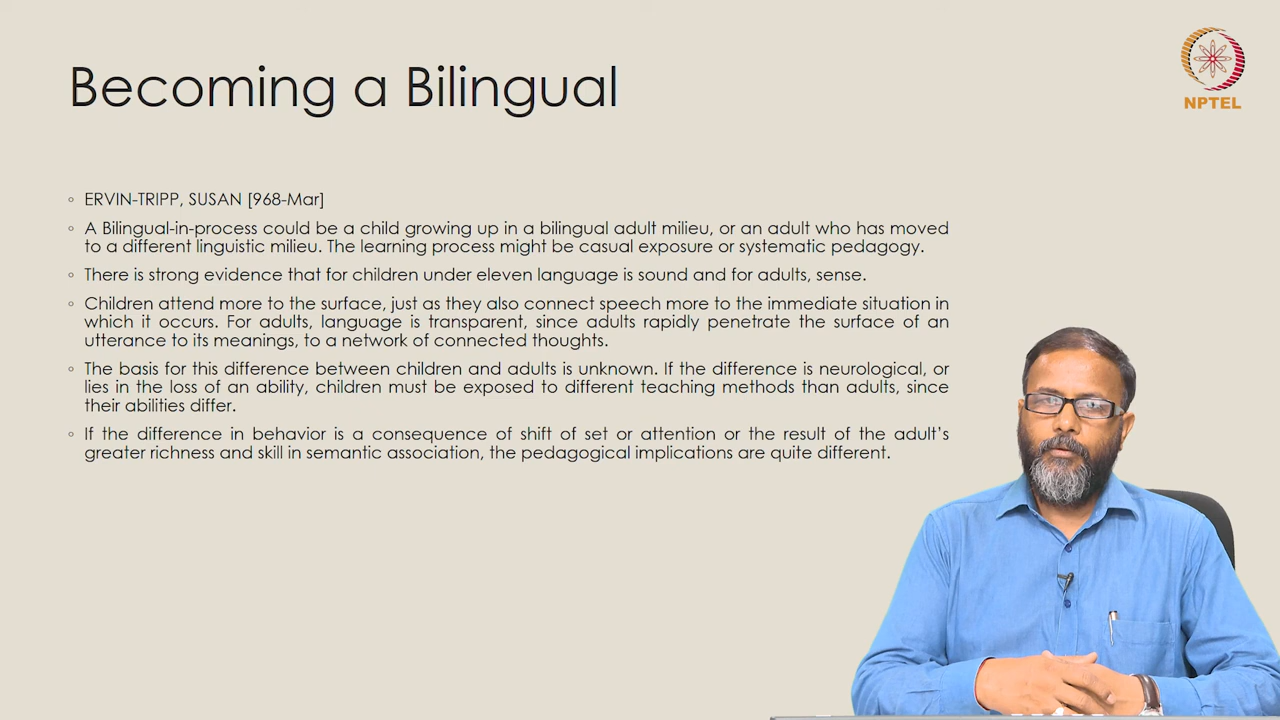 Becoming a Bilingual
NPTEL
ERVIN-TRIPP, SUSAN [968-Mar]
A Bilingual-in-process could be a child growing up in a bilingual adult milieu, or an adult who has moved
to a different linguistic milieu. The learning process might be casual exposure or systematic pedagogy.
There is strong evidence that for children under eleven language is sound and for adults, sense.
Children attend more to the surface, just as they also connect speech more to the immediate situation in
which it occurs. For adults, language is transparent, since adults rapidly penetrate the surface of an
utterance to its meanings, to a network of connected thoughts.
The basis for this difference between children and adults is unknown. If the difference is neurological, or
lies in the loss of an ability, children must be exposed to different teaching methods than adults, since
their abilities differ.
If the difference in behavior is a consequence of shift of set or attention or the result of the adult's
greater richness and skill in semantic association, the pedagogical implications are quite different.